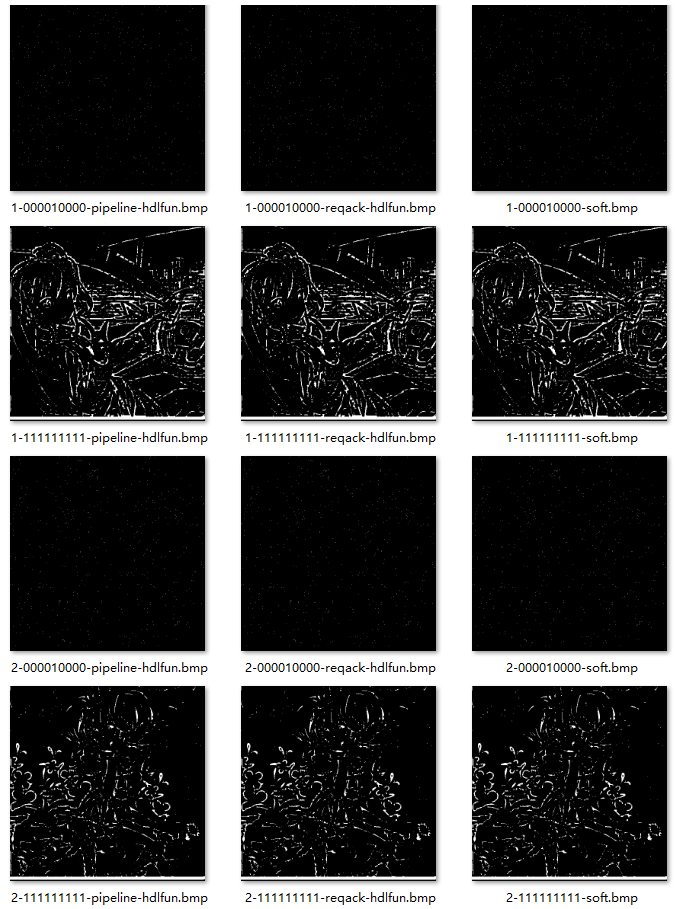 1-000010000-pipeline-hdlfun.bmp 1-000010000-reqack-hdlfun.bmp 1-000010000-soft.bmp
1-111111111-pipeline-hdlfun.bmp 1-111111111-reqack-hdlfun.bmp 1-111111111-soft.bmp
2-000010000-pipeline-hdlfun.bmp 2-000010000-reqack-hdlfun.bmp 2-000010000-soft.bmp
2-111111111-pipeline-hdlfun.bmp 2-111111111-reqack-hdlfun.bmp 2-111111111-soft.bmp